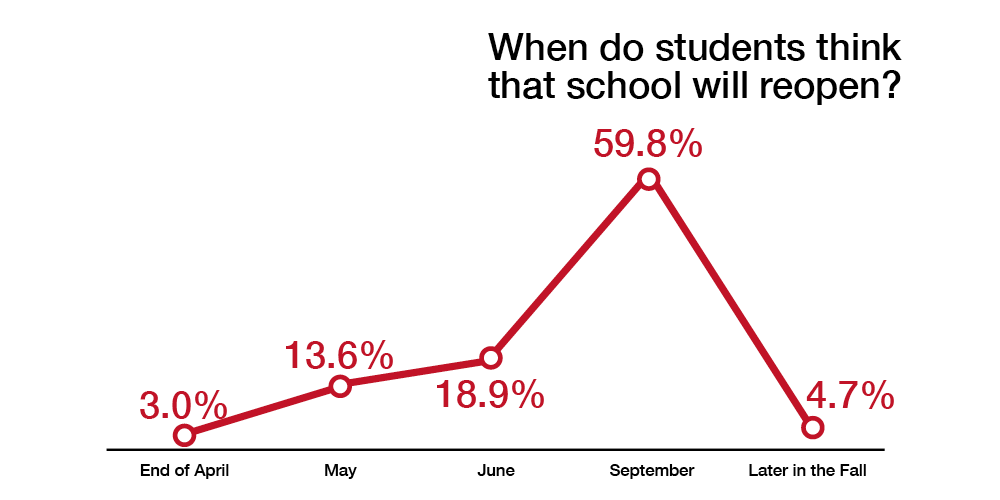 When do students think
that school will reopen?
59.8%
13.6%
18.9%
3.0%
4.7%
End of April
May
June
September
Later in the Fall